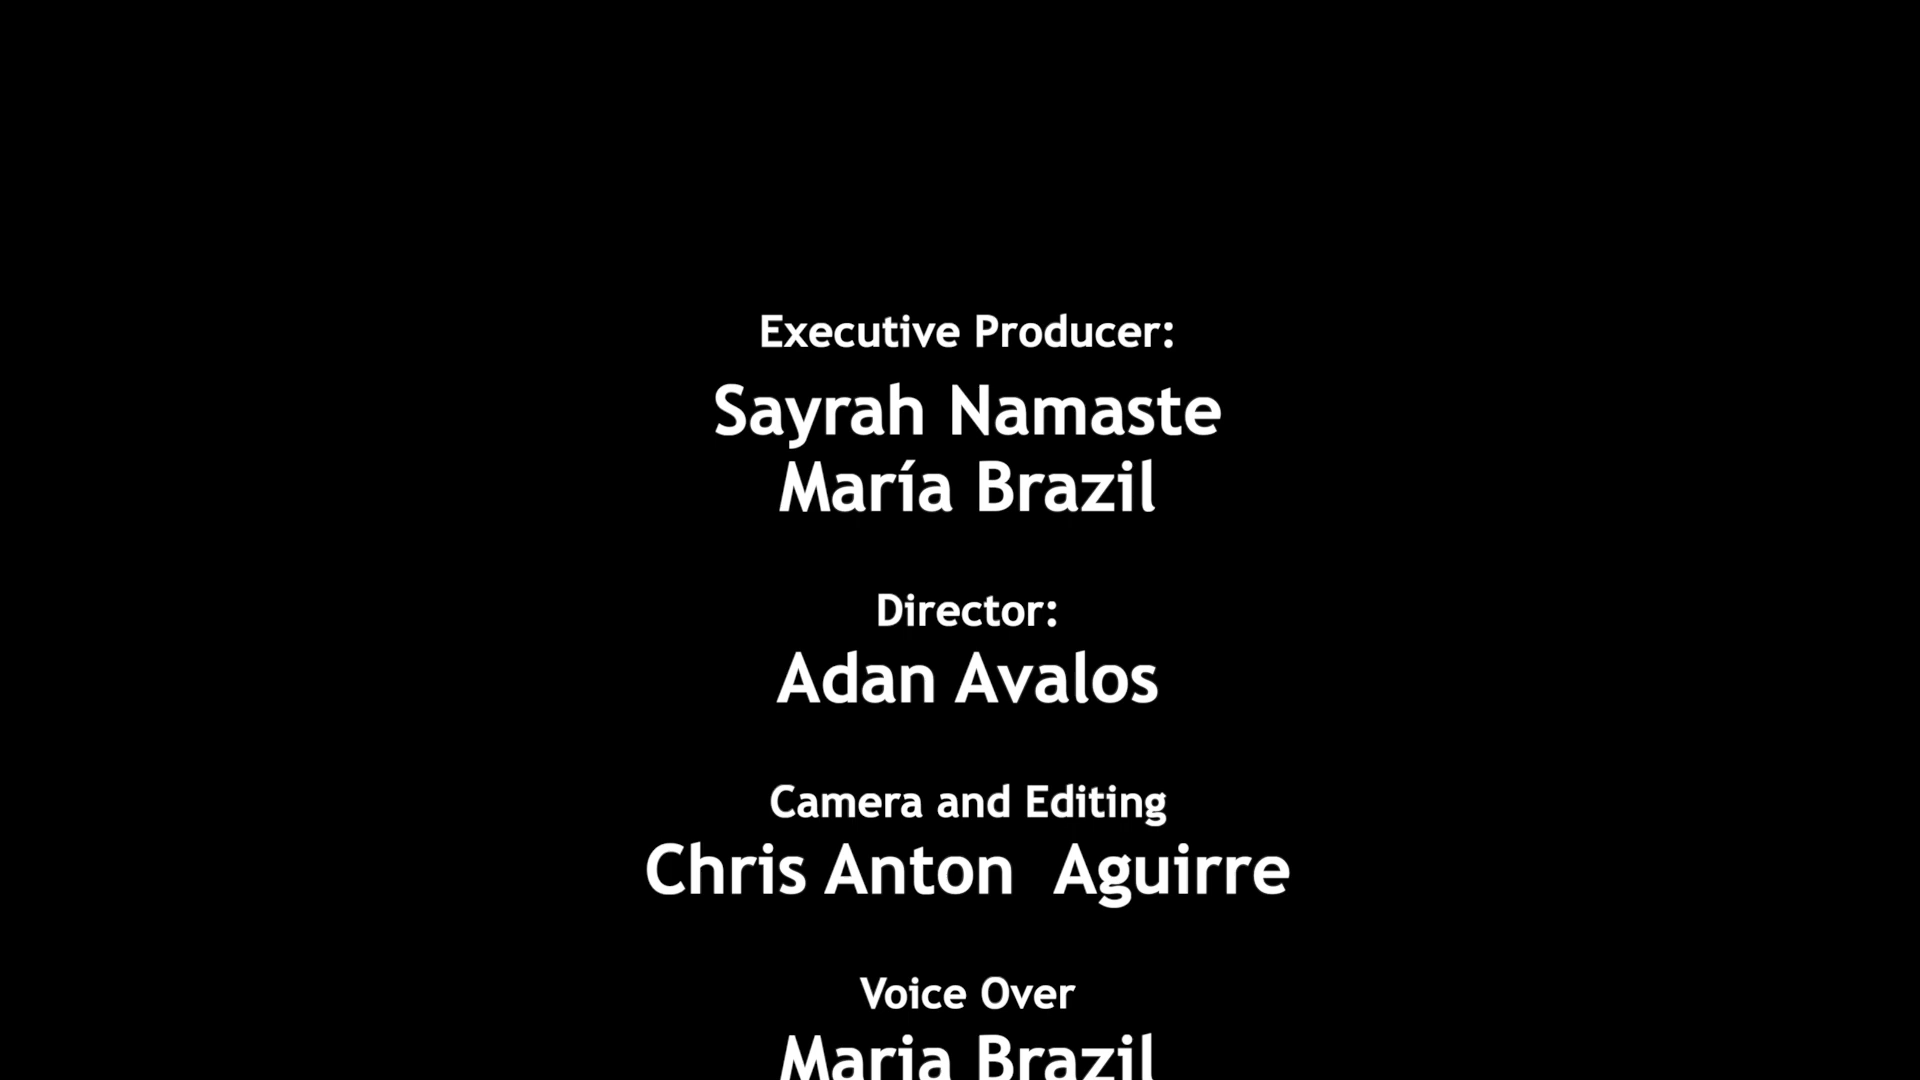 Executive Producer:
Sayrah Namaste
María Brazil
Director:
Adan Avalos
Camera and Editing
Chris Anton  Aguirre
Voice Over
Maria Brazil